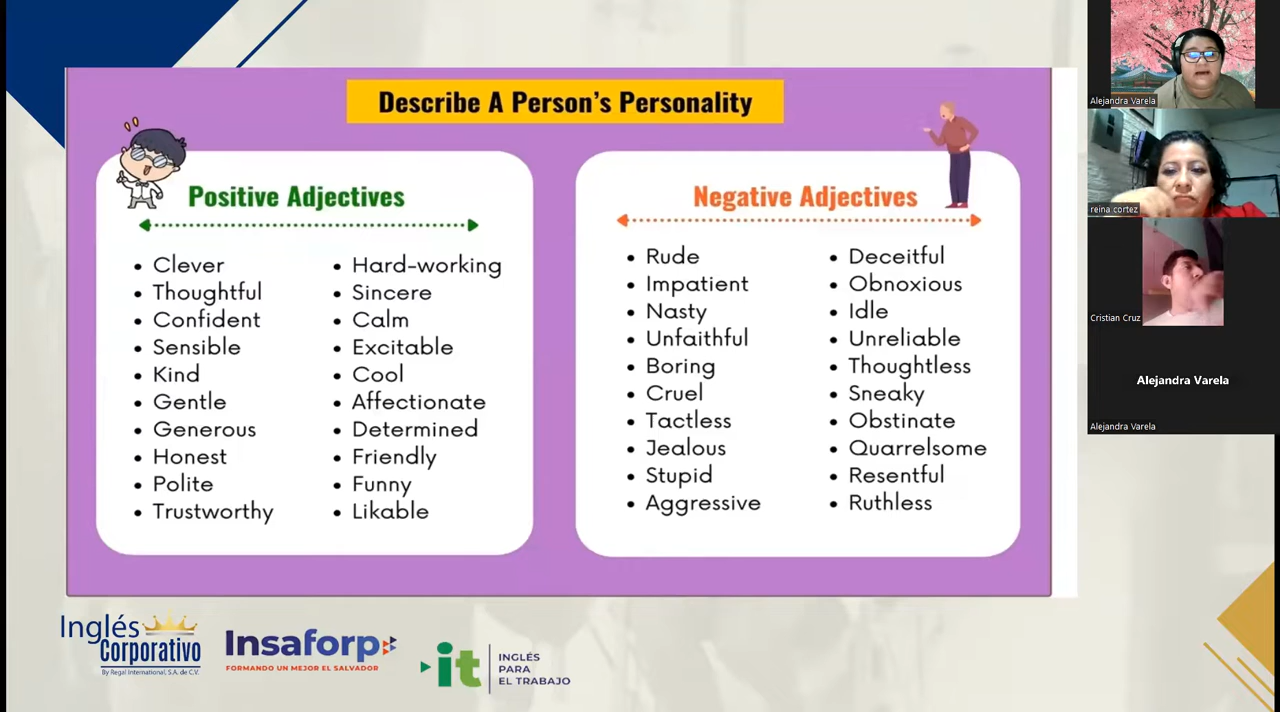 Describe A Person's Personality
Positive Adjectives
Clever
Thoughtful
Confident
Sensible
Kind
Gentle
Generous
Honest
Polite
Trustworthy
Hard-working
Sincere
Calm
Excitable
Cool
Affectionate
Determined
Friendly
Funny
Likable
Negative Adjectives
Rude
Impatient
Nasty
Unfaithful
Boring
Cruel
Tactless
Jealous
Stupid
Aggressive
Deceitful
Obnoxious
Idle
Unreliable
Thoughtless
Sneaky
Obstinate
Quarrelsome
Resentful
Ruthless
Inglés
Corporativo
By Regal International, S.A. de C.V.
Insaforp
FORMANDO UN MEJOR EL SALVADOR
it
INGLÉS
PARA
EL TRABAJO
Alejandra Varela
reina cortez
Cristian Cruz
Alejandra Varela
Alejandra Varela